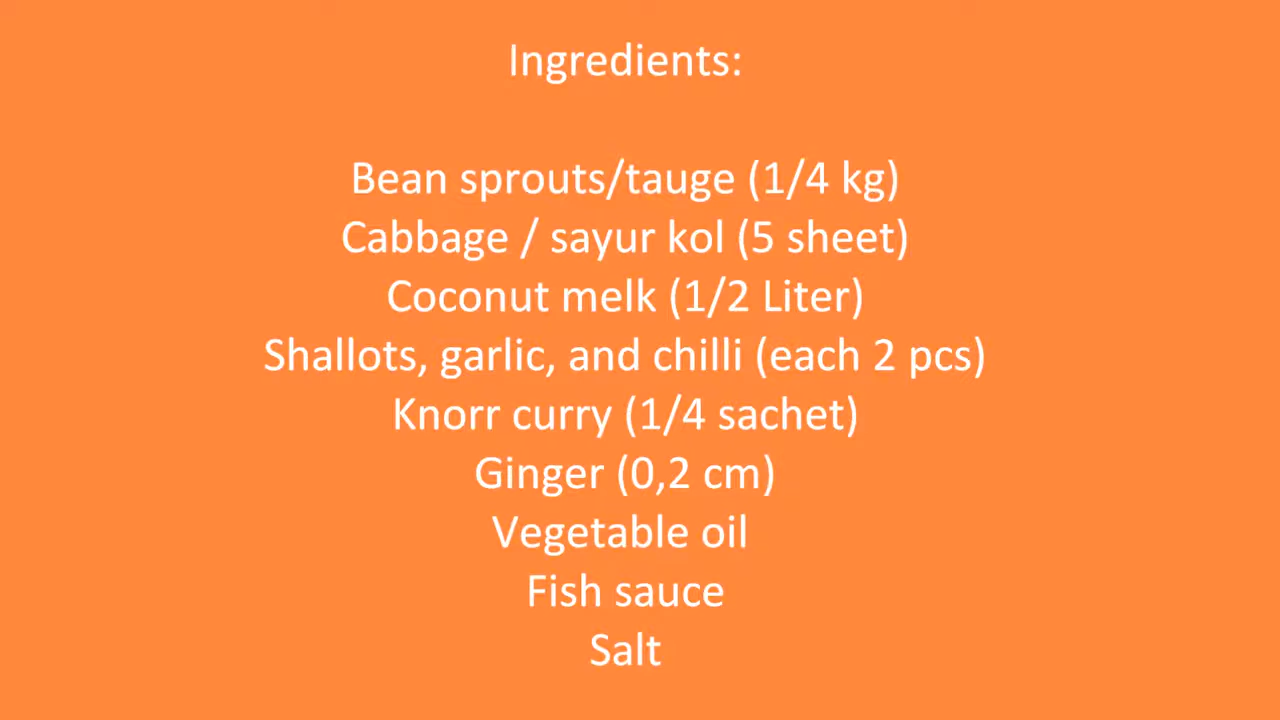 Ingredients:
Bean sprouts/tauge (1/4 kg)
Cabbage / sayur kol (5 sheet)
Coconut melk (1/2 Liter)
Shallots, garlic, and chilli (each 2 pcs)
Knorr curry (1/4 sachet)
Ginger (0,2 cm)
Vegetable oil
Fish sauce
Salt